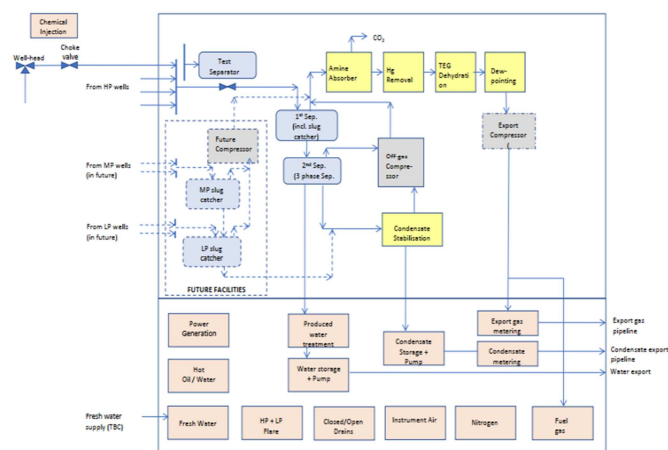 Chemical
Injection
Choke
valve
Well-head
CO2
Test
Separator
Amine
Absorber
Hg
Removal
TEG
Dehydrati
on
Dew-
pointing
From HP wells
1st Sep.
(incl. slug
catcher)
Future
Compressor
Export
Compressor
(.
Off-gas
Compre-
ssor
2nd Sep.
(3 phase Sep.
From MP wells
(in future)
MP slug
catcher
From LP wells
(in future)
LP slug
catcher
Condensate
Stabilisation
FUTURE FACILITIES
Power
Generation
Produced
water
treatment
Export gas
metering
Export gas
pipeline
Condensate
Storage +
Pump
Condensate
metering
Condensate export
pipeline
Hot
Oil / Water
Water storage
+ Pump
Water export
Fresh water
supply (TBC)
Fresh Water
HP + LP
Flare
Closed/Open
Drains
Instrument Air
Nitrogen
Fuel
gas